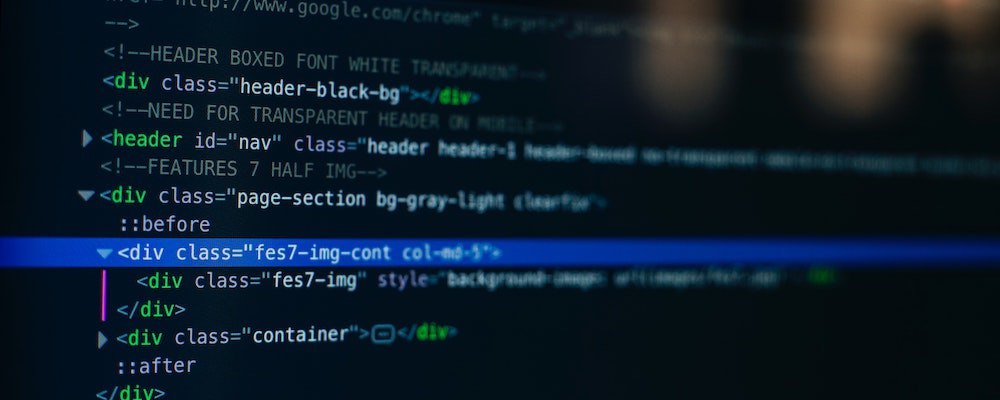 http://www.google.com/chrome"
-->
<!--HEADER BOXED FONT WHITE TRANSPARENT-->
<div class="header-black-bg"></div>
<!--NEED FOR TRANSPARENT HEADER ON MOBILE-->
<header id="nav" class="header header-1 header-boxed
<!--FEATURES 7 HALF IMG-->
<div class="page-section bg-gray-light clearfix">
::before
<div class="fes7-img-cont col-md-5">
<div class="fes7-img" style="background-image:
</div>
<div class="container"></div>
::after
</div>